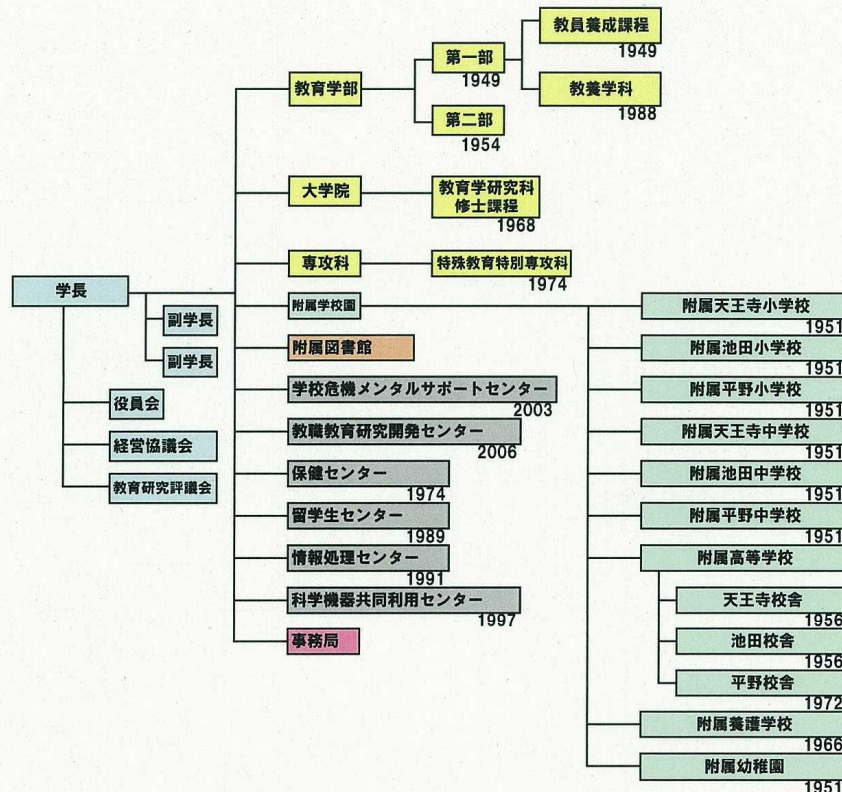 学長
副学長
副学長
役員会
経営協議会
教育研究評議会
教育学部
第一部
1949
教員養成課程
1949
教養学科
1988
第二部
1954
大学院
教育学研究科
修士課程
1968
専攻科
特殊教育特別専攻科
1974
附属学校園
附属図書館
学校危機メンタルサポートセンター
2003
教職教育研究開発センター
2006
保健センター
1974
留学生センター
1989
情報処理センター
1991
科学機器共同利用センター
1997
事務局
附属天王寺小学校
1951
附属池田小学校
1951
附属平野小学校
1951
附属天王寺中学校
1951
附属池田中学校
1951
附属平野中学校
1951
附属高等学校
天王寺校舎
1956
池田校舎
1956
平野校舎
1972
附属養護学校
1966
附属幼稚園
1951